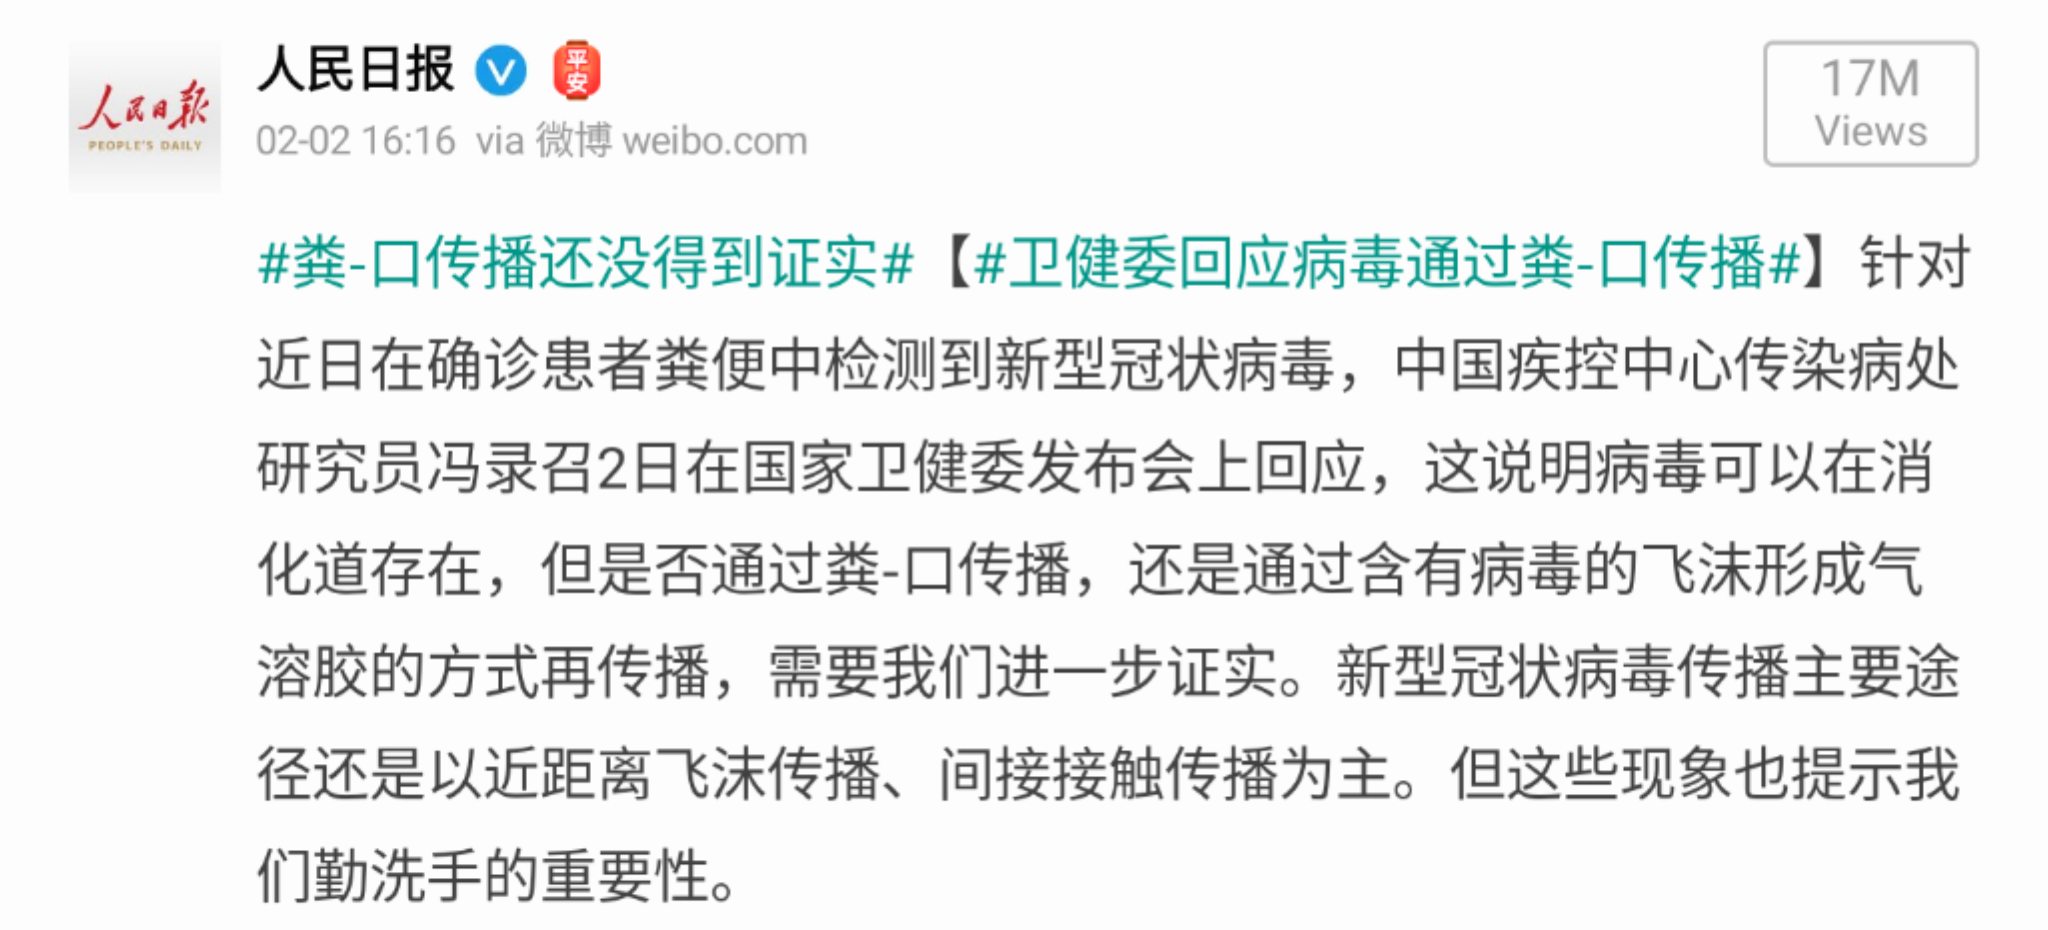 人民日报
PEOPLE'S DAILY
人民日报
平安
02-02 16:16 via 微博 weibo.com
17M
Views
#粪-口传播还没得到证实#【#卫健委回应病毒通过粪-口传播#】针对
近日在确诊患者粪便中检测到新型冠状病毒，中国疾控中心传染病处
研究员冯录召2日在国家卫健委发布会上回应，这说明病毒可以在消
化道存在，但是否通过粪-口传播，还是通过含有病毒的飞沫形成气
溶胶的方式再传播，需要我们进一步证实。新型冠状病毒传播主要途
径还是以近距离飞沫传播、间接接触传播为主。但这些现象也提示我
们勤洗手的重要性。